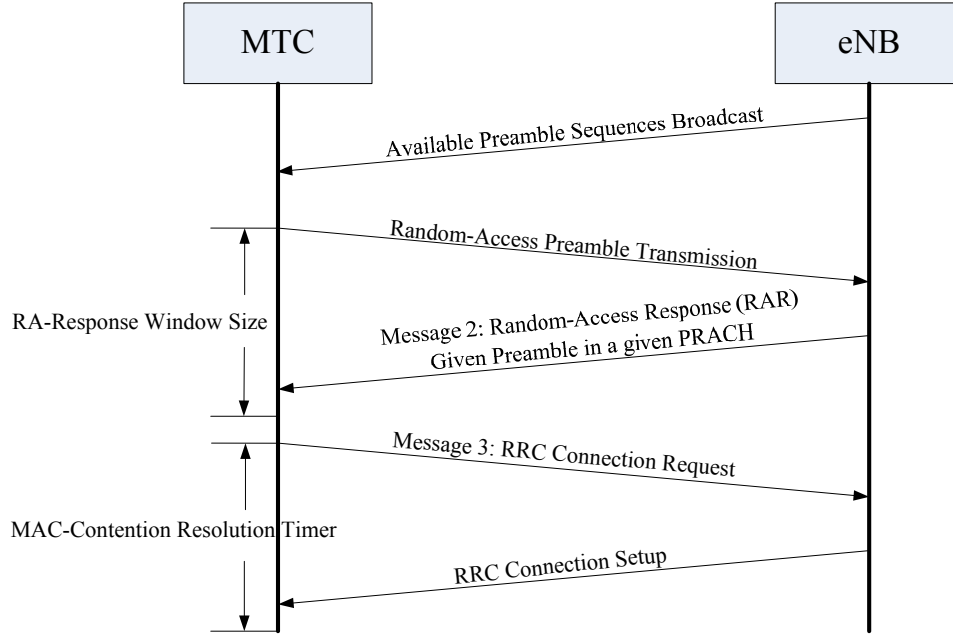 MTC
eNB
Available Preamble Sequences Broadcast
Random-Access Preamble Transmission
RA-Response Window Size
Message 2: Random-Access Response (RAR)
Given Preamble in a given PRACH
Message 3: RRC Connection Request
MAC-Contention Resolution Timer
RRC Connection Setup